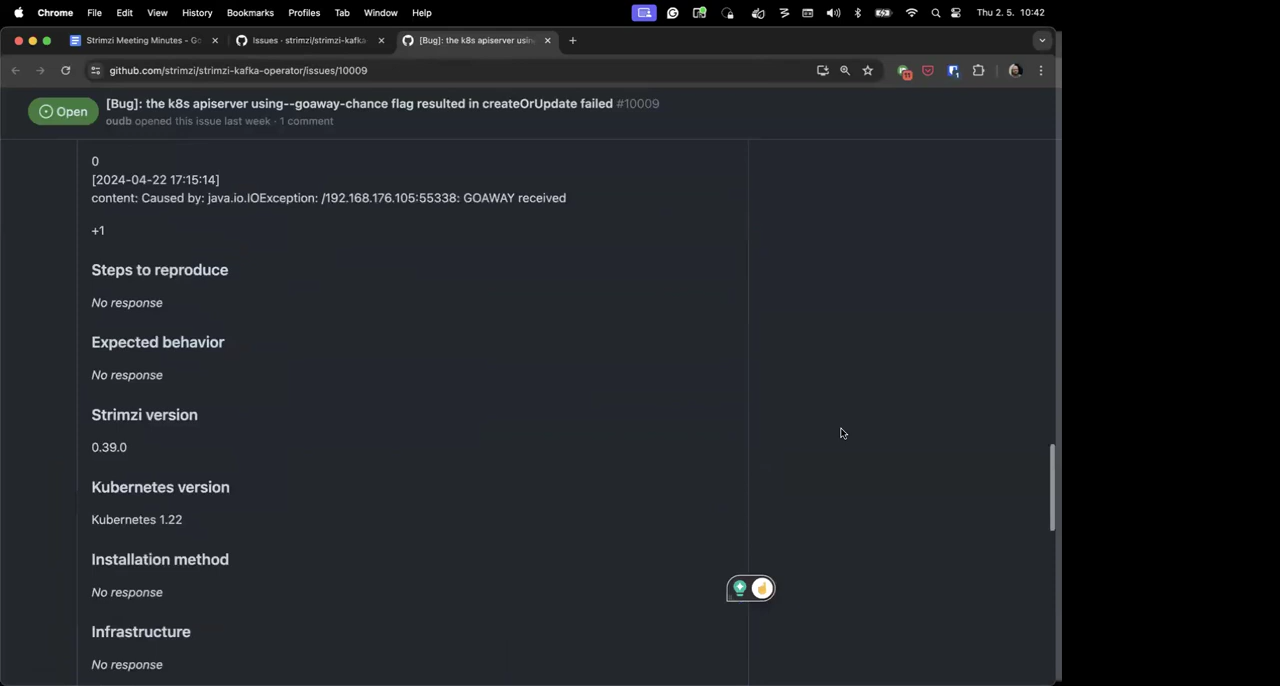 Chrome File Edit View History Bookmarks Profiles Tab Window Help Thu 2. 5. 10:42
Strimzi Meeting Minutes - Go Issues · strimzi/strimzi-kafka- [Bug]: the k8s apiserver usin
github.com/strimzi/strimzi-kafka-operator/issues/10009
11
1
Open
[Bug]: the k8s apiserver using--goaway-chance flag resulted in createOrUpdate failed #10009
oudb opened this issue last week · 1 comment
0
[2024-04-22 17:15:14]
content: Caused by: java.io.IOException: /192.168.176.105:55338: GOAWAY received
+1
Steps to reproduce
No response
Expected behavior
No response
Strimzi version
0.39.0
Kubernetes version
Kubernetes 1.22
Installation method
No response
Infrastructure
No response